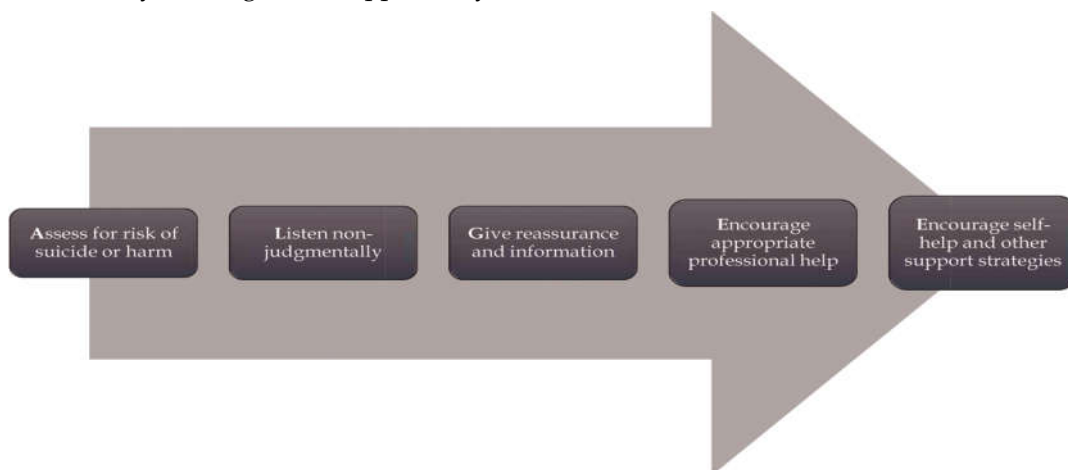 Assess for risk of
suicide or harm
Listen non-
judgmentally
Give reassurance
and information
Encourage
appropriate
professional help
Encourage self-
help and other
support strategies